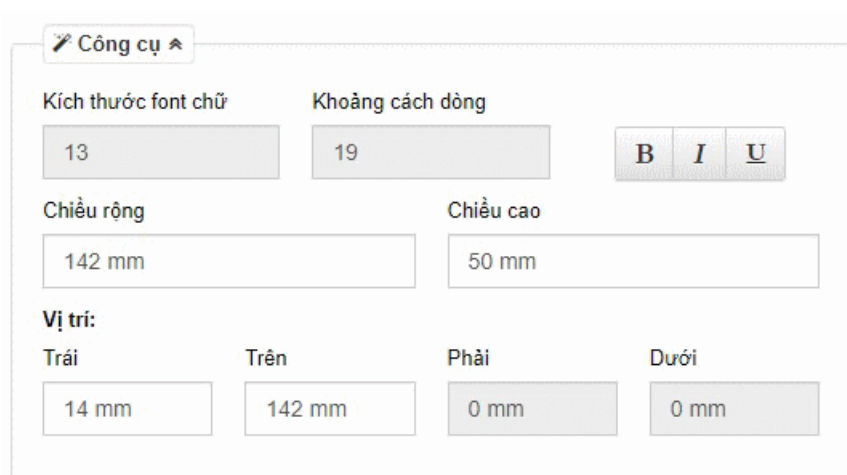 Công cụ
Kích thước font chữ Khoảng cách dòng
13 19 B I U
Chiều rộng Chiều cao
142 mm 50 mm
Vị trí:
Trái Trên Phải Dưới
14 mm 142 mm 0 mm 0 mm